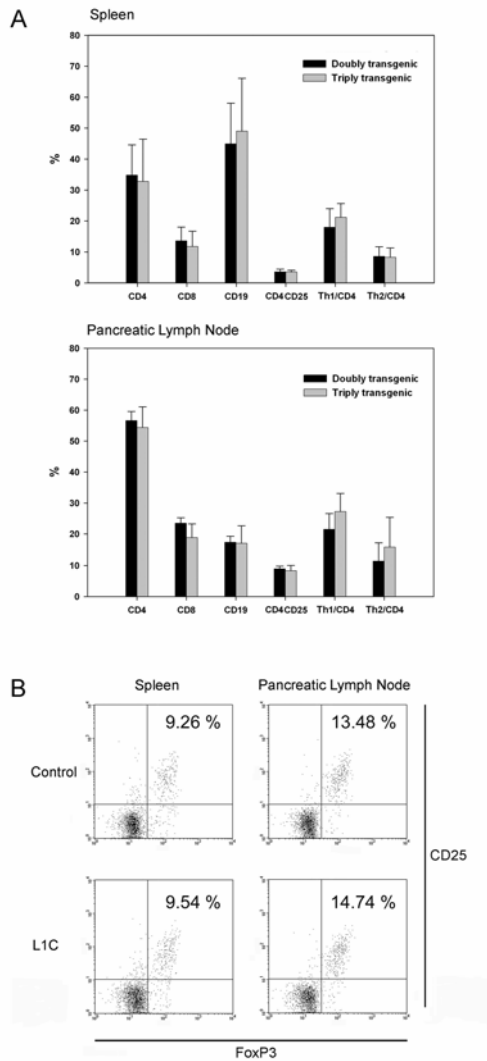 A
Spleen
80
70
60
50
40
30
20
10
0
%
Doubly transgenic
Triply transgenic
CD4 CD8 CD19 CD4CD25 Th1/CD4 Th2/CD4
Pancreatic Lymph Node
80
70
60
50
40
30
20
10
0
%
Doubly transgenic
Triply transgenic
CD4 CD8 CD19 CD4CD25 Th1/CD4 Th2/CD4
B
Spleen Pancreatic Lymph Node
Control
9.26 % 13.48 %
CD25
L1C
9.54 % 14.74 %
FoxP3